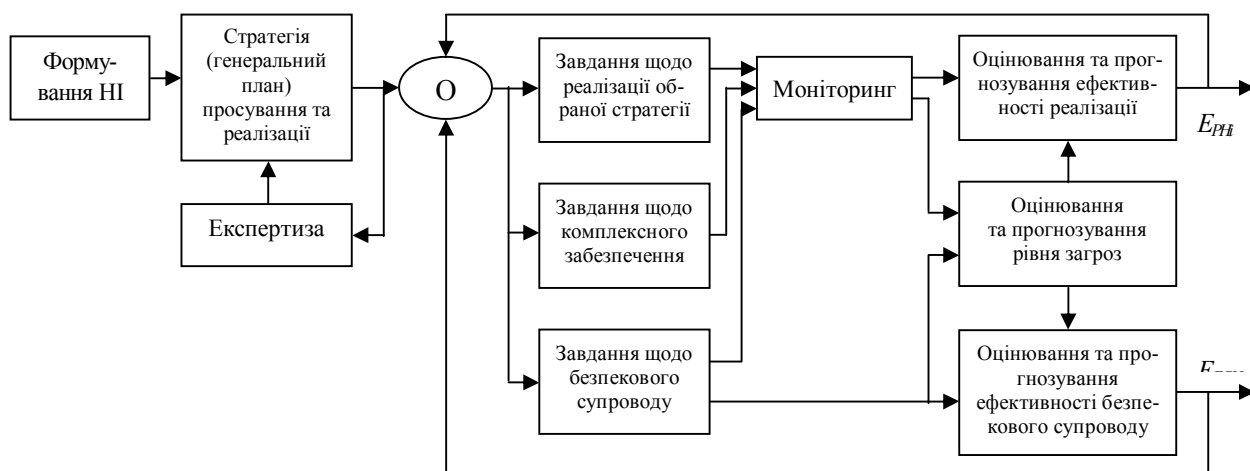 Форму-
вання НІ
Стратегія
(генеральний
план)
просування та
реалізації
Експертиза
О
Завдання щодо
реалізації об-
раної стратегії
Завдання щодо
комплексного
забезпечення
Завдання щодо
безпекового
супроводу
Моніторинг
Оцінювання та прог-
нозування ефектив-
ності реалізації
Оцінювання
та прогнозування
рівня загроз
Оцінювання та про-
гнозування
ефективності безпе-
кового супроводу
E_PHi